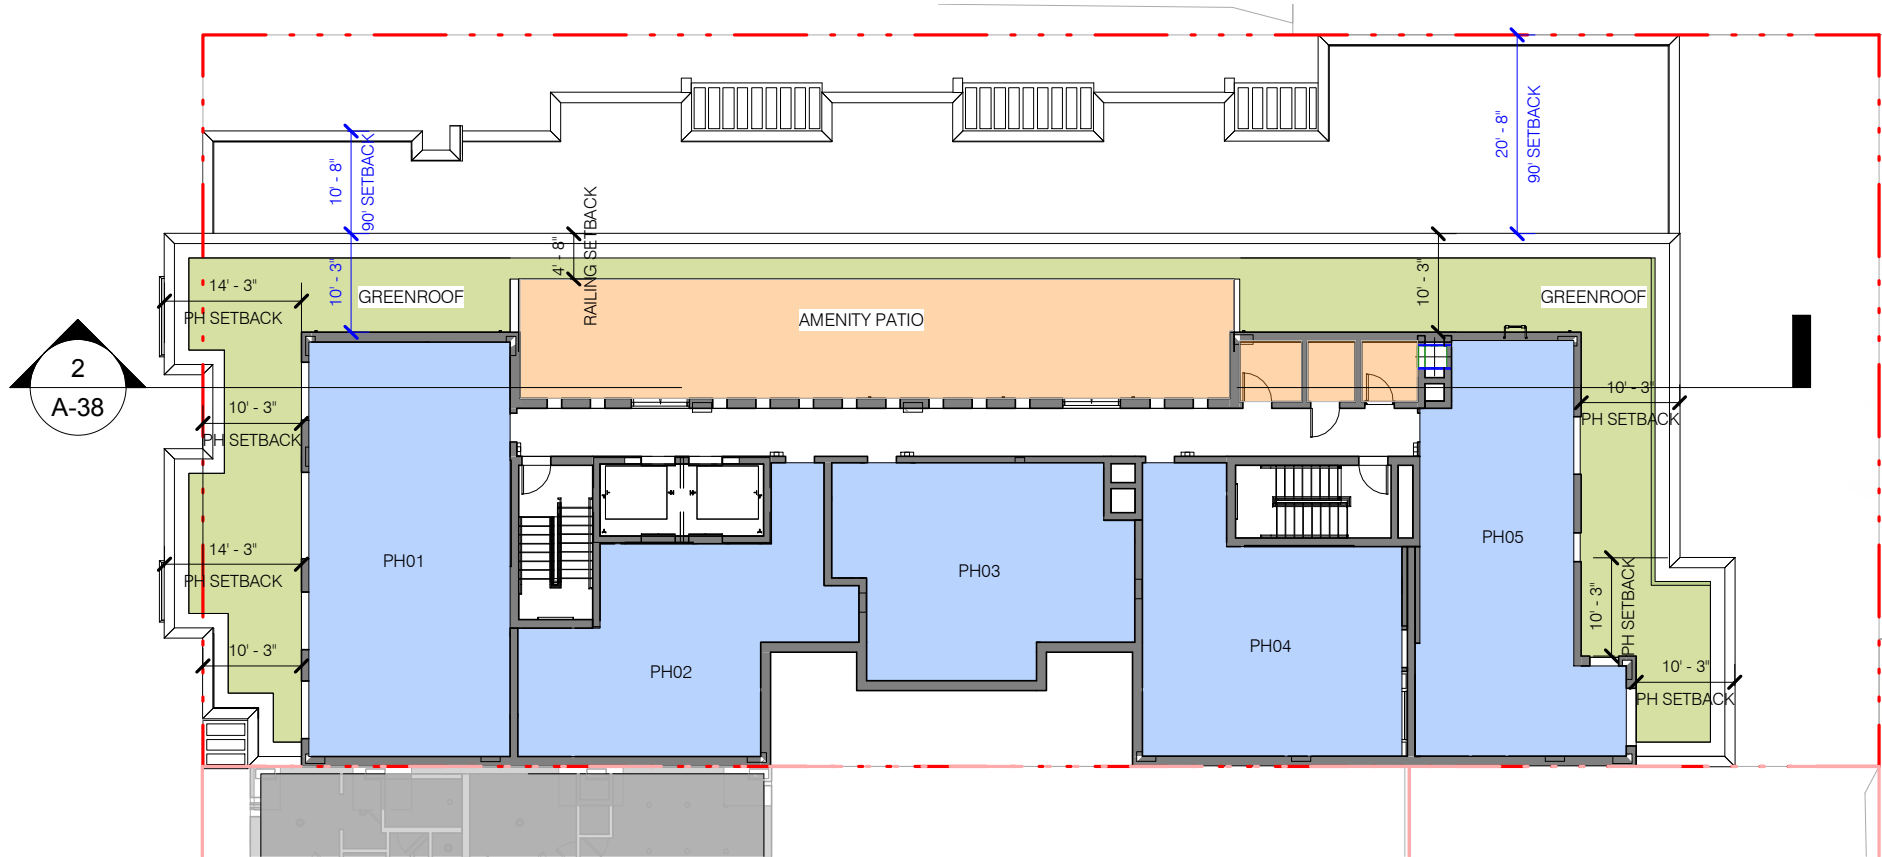 10' - 8"
90' SETBACK
20' - 8"
90' SETBACK
10' - 3"
4' - 8"
RAILING SETBACK
10' - 3"
14' - 3"
PH SETBACK
GREENROOF
GREENROOF
AMENITY PATIO
2
A-38
10' - 3"
PH SETBACK
10' - 3"
PH SETBACK
14' - 3"
PH SETBACK
PH01
PH03
PH05
10' - 3"
PH SETBACK
10' - 3"
PH02
PH04
10' - 3"
PH SETBACK